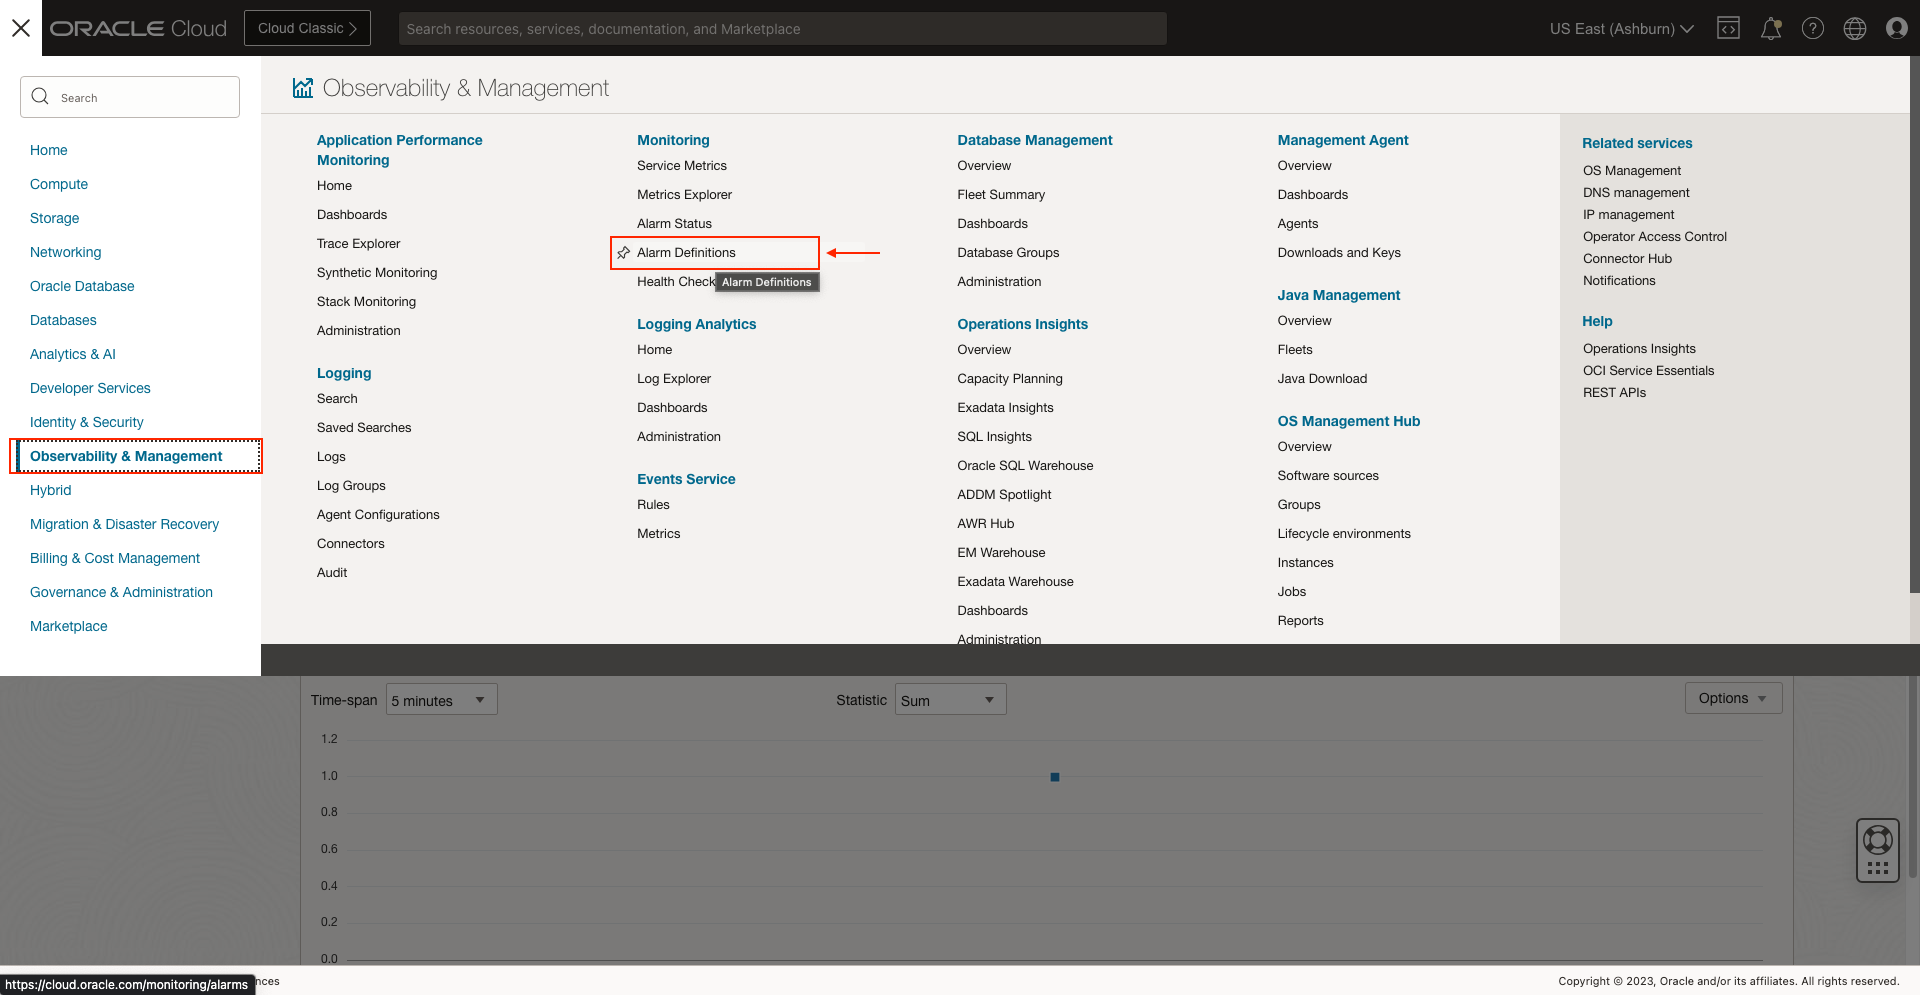 ORACLE Cloud
Cloud Classic
Search resources, services, documentation, and Marketplace
US East (Ashburn)
Search
Home
Compute
Storage
Networking
Oracle Database
Databases
Analytics & AI
Developer Services
Identity & Security
Observability & Management
Hybrid
Migration & Disaster Recovery
Billing & Cost Management
Governance & Administration
Marketplace
Observability & Management
Application Performance
Monitoring
Home
Dashboards
Trace Explorer
Synthetic Monitoring
Stack Monitoring
Administration
Logging
Search
Saved Searches
Logs
Log Groups
Agent Configurations
Connectors
Audit
Monitoring
Service Metrics
Metrics Explorer
Alarm Status
Alarm Definitions
Health Check
Alarm Definitions
Logging Analytics
Home
Log Explorer
Dashboards
Administration
Events Service
Rules
Metrics
Database Management
Overview
Fleet Summary
Dashboards
Database Groups
Administration
Operations Insights
Overview
Capacity Planning
Exadata Insights
SQL Insights
Oracle SQL Warehouse
ADDM Spotlight
AWR Hub
EM Warehouse
Exadata Warehouse
Dashboards
Administration
Management Agent
Overview
Dashboards
Agents
Downloads and Keys
Java Management
Overview
Fleets
Java Download
OS Management Hub
Overview
Software sources
Groups
Lifecycle environments
Instances
Jobs
Reports
Related services
OS Management
DNS management
IP management
Operator Access Control
Connector Hub
Notifications
Help
Operations Insights
OCI Service Essentials
REST APIs
Time-span 5 minutes
Statistic Sum
Options
1.2
1.0
0.8
0.6
0.4
0.2
0.0
https://cloud.oracle.com/monitoring/alarms
nces
Copyright © 2023, Oracle and/or its affiliates. All rights reserved.